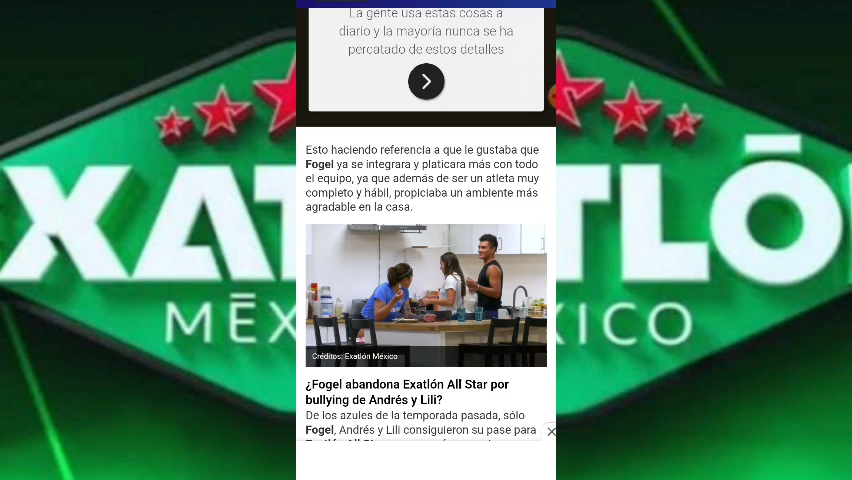 La gente usa estas cosas a
diario y la mayoría nunca se ha
percatado de estos detalles
Esto haciendo referencia a que le gustaba que
Fogel ya se integrara y platicara más con todo
el equipo, ya que además de ser un atleta muy
completo y hábil, propiciaba un ambiente más
agradable en la casa.
Créditos: Exatlón México
¿Fogel abandona Exatlón All Star por
bullying de Andrés y Lili?
De los azules de la temporada pasada, sólo
Fogel, Andrés y Lili consiguieron su pase para
XAT
MÉX
TLÓ
XICO